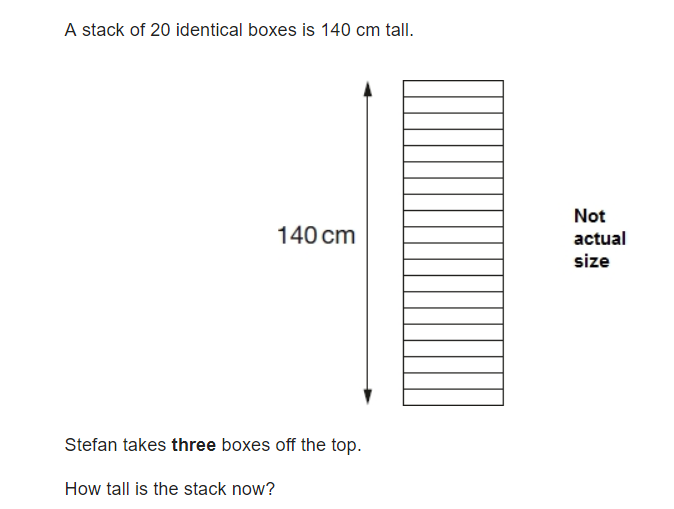 A stack of 20 identical boxes is 140 cm tall.
140 cm
Not
actual
size
Stefan takes three boxes off the top.
How tall is the stack now?